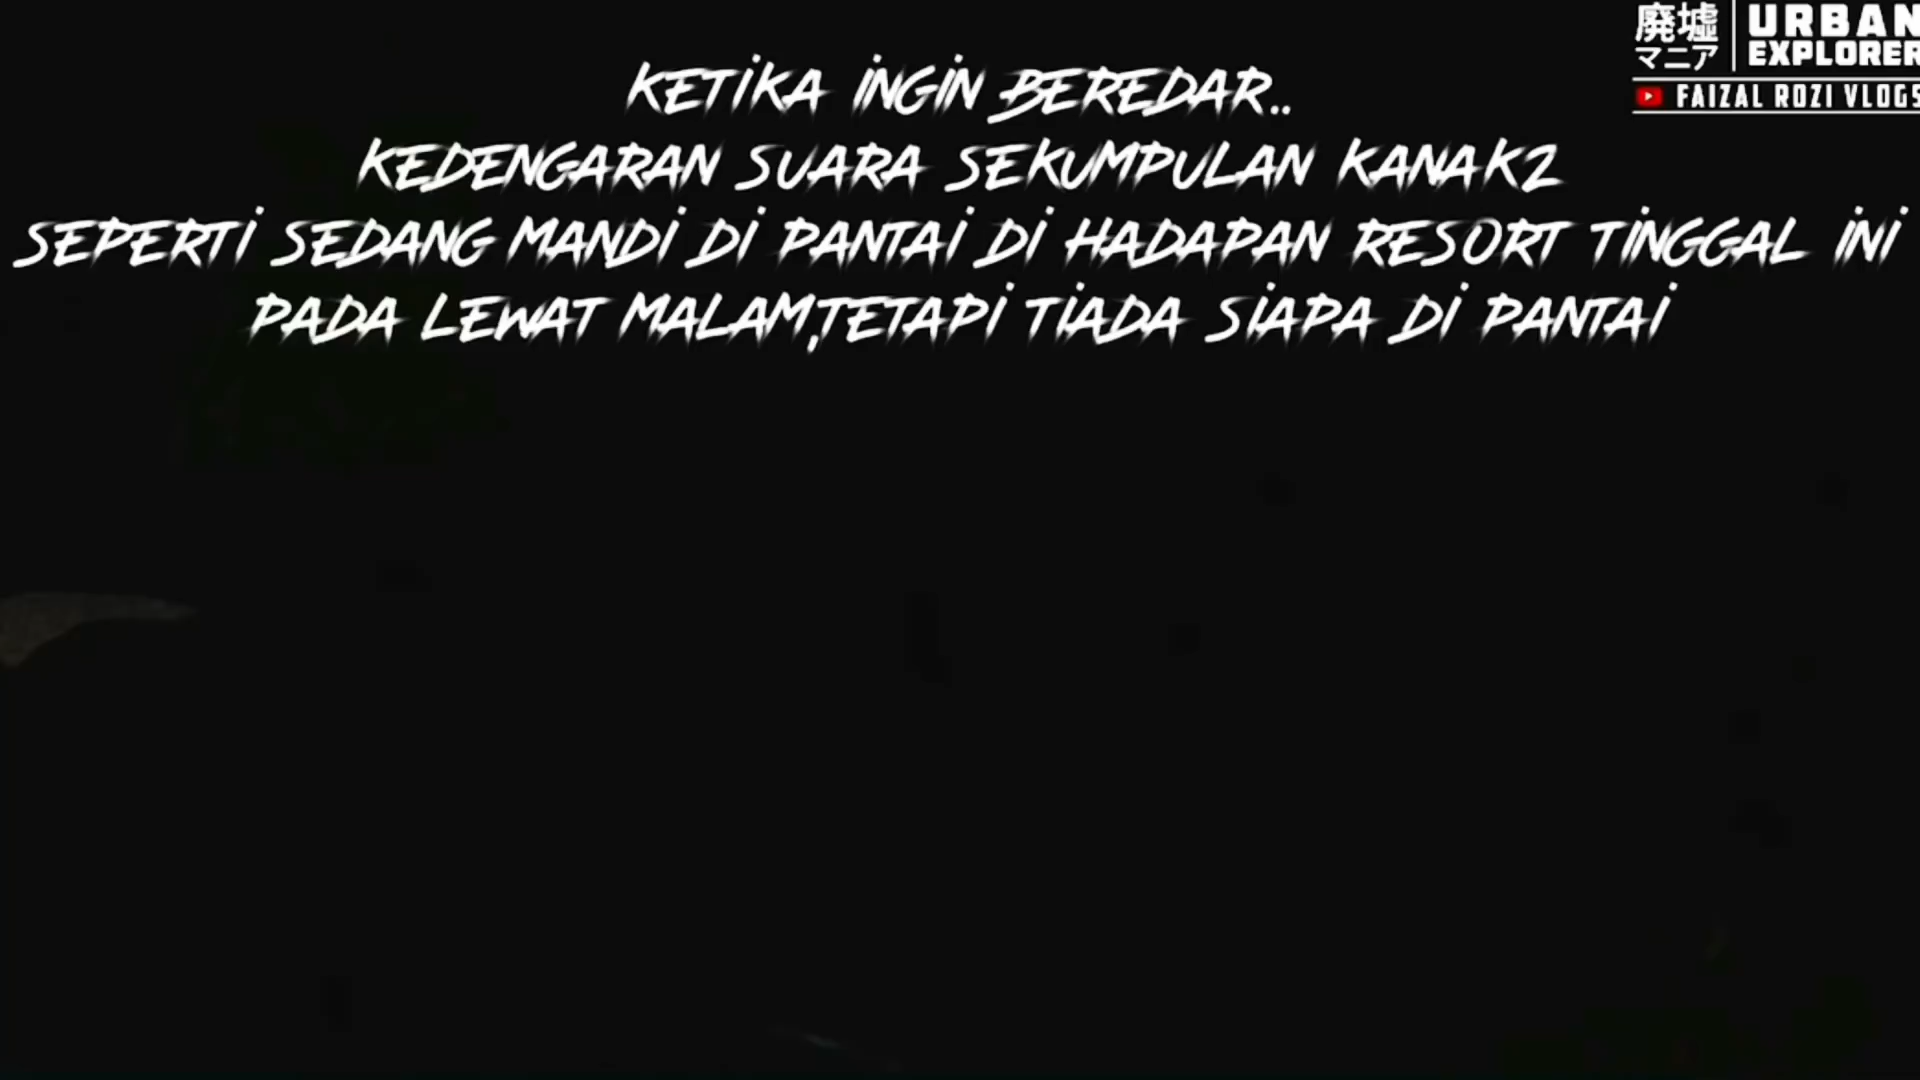 廃墟
マニア
URBAN
EXPLORER
FAIZAL ROZI VLOGS
KETIKA INGIN BEREDAR..
KEDENGARAN SUARA SEKUMPULAN KANAK2
SEPERTI SEDANG MANDI DI PANTAI DI HADAPAN RESORT TINGGAL INI
PADA LEWAT MALAM,TETAPI TIADA SIAPA DI PANTAI